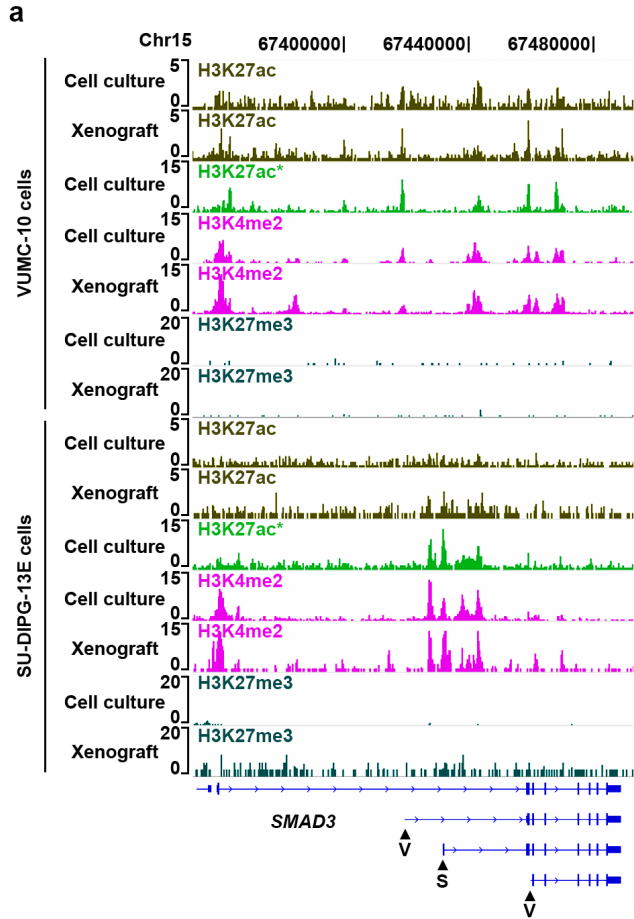 a
Chr15 67400000| 67440000| 67480000|
VUMC-10 cells
Cell culture 5 0 H3K27ac
Xenograft 5 0 H3K27ac
Cell culture 15 0 H3K27ac*
Cell culture 15 0 H3K4me2
Xenograft 15 0 H3K4me2
Cell culture 20 0 H3K27me3
Xenograft 20 0 H3K27me3
SU-DIPG-13E cells
Cell culture 5 0 H3K27ac
Xenograft 5 0 H3K27ac
Cell culture 15 0 H3K27ac*
Cell culture 15 0 H3K4me2
Xenograft 15 0 H3K4me2
Cell culture 20 0 H3K27me3
Xenograft 20 0 H3K27me3
SMAD3
V
S
V